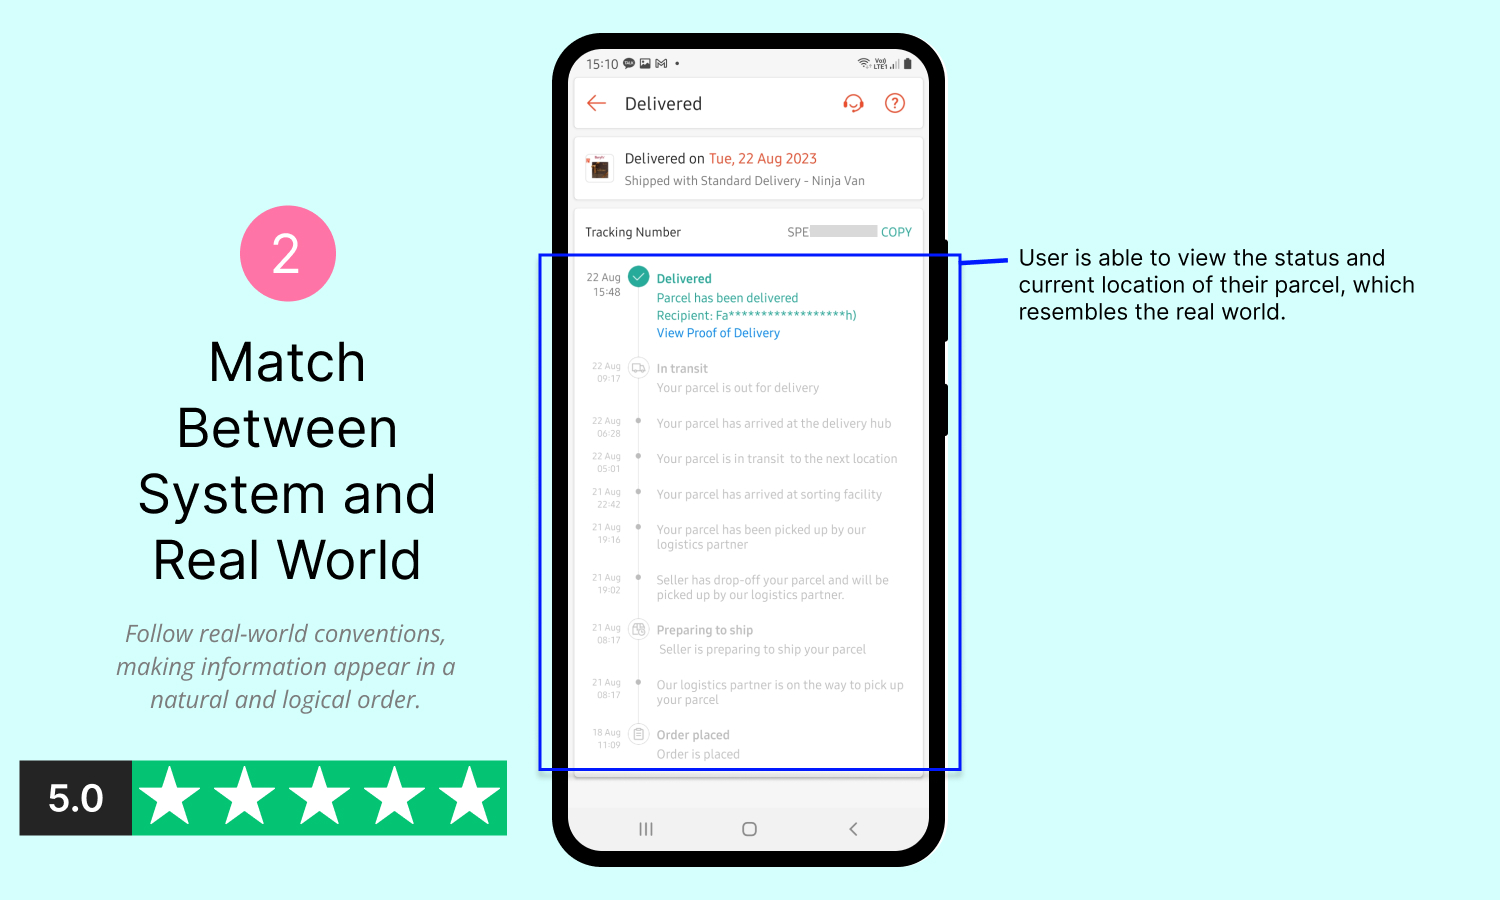 2
Match
Between
System and
Real World
Follow real-world conventions,
making information appear in a
natural and logical order.
5.0
15:10
Delivered
?
Delivered on Tue, 22 Aug 2023
Shipped with Standard Delivery - Ninja Van
Tracking Number SPE COPY
22 Aug Delivered
15:48
Parcel has been delivered
Recipient: Fa******************h)
View Proof of Delivery
22 Aug In transit
09:17
Your parcel is out for delivery
22 Aug Your parcel has arrived at the delivery hub
06:28
22 Aug Your parcel is in transit to the next location
05:01
21 Aug Your parcel has arrived at sorting facility
22:42
21 Aug Your parcel has been picked up by our
19:16 logistics partner
21 Aug Seller has drop-off your parcel and will be
19:02 picked up by our logistics partner.
21 Aug Preparing to ship
08:17
Seller is preparing to ship your parcel
21 Aug Our logistics partner is on the way to pick up
08:17 your parcel
18 Aug Order placed
11:09
Order is placed
User is able to view the status and
current location of their parcel, which
resembles the real world.